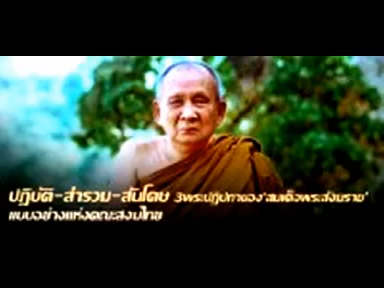 ปฏิบัติ-สำรวม-สันโดษ 3พระปฏิปทาของ'สมเด็จพระสังฆราช'
แบบอย่างแห่งคณะสงฆ์ไทย